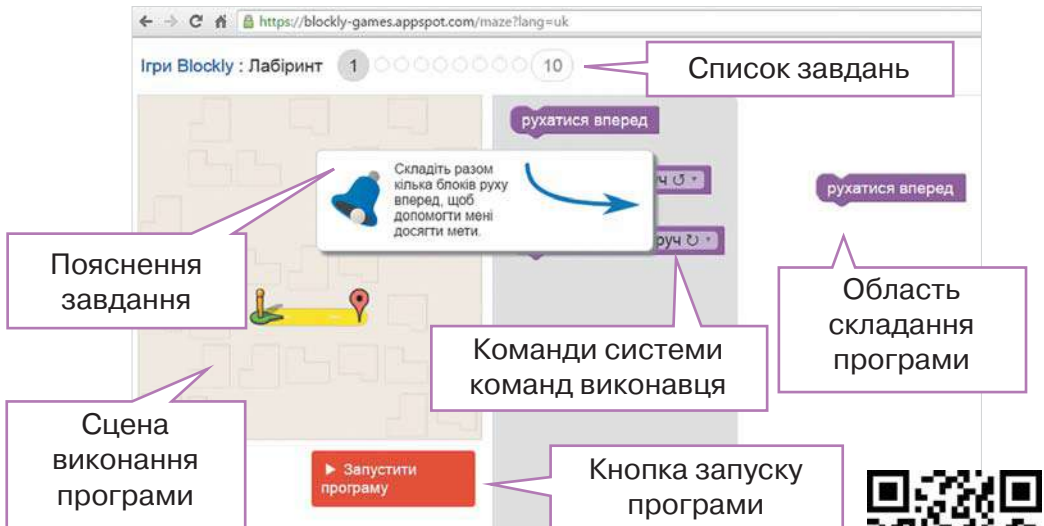 https://blockly-games.appspot.com/maze?lang=uk
Ігри Blockly : Лабіринт 1 10
Список завдань
рухатися вперед
Складіть разом
кілька блоків руху
вперед, щоб
допомогти мені
досягти мети.
уч ↺
руч ↻
рухатися вперед
Пояснення
завдання
Область
складання
програми
Команди системи
команд виконавця
Сцена
виконання
програми
Запустити
програму
Кнопка запуску
програми